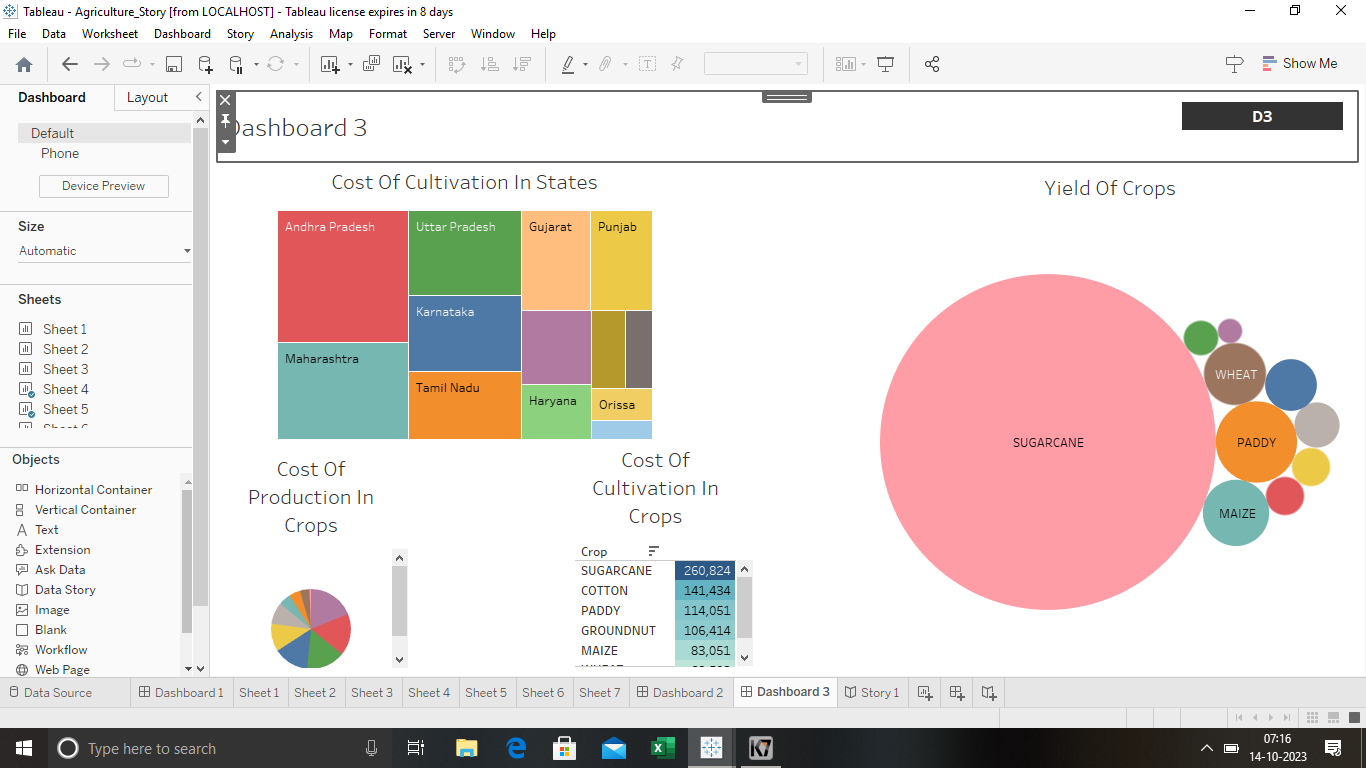 Tableau - Agriculture_Story [from LOCALHOST] - Tableau license expires in 8 days
File Data Worksheet Dashboard Story Analysis Map Format Server Window Help
Show Me
Dashboard Layout
Default
Phone
Device Preview
Size
Automatic
Sheets
Sheet 1
Sheet 2
Sheet 3
Sheet 4
Sheet 5
Objects
Horizontal Container
Vertical Container
Text
Extension
Ask Data
Data Story
Image
Blank
Workflow
Web Page
Dashboard 3
D3
Cost Of Cultivation In States
Andhra Pradesh
Uttar Pradesh
Gujarat
Punjab
Karnataka
Maharashtra
Tamil Nadu
Haryana
Orissa
Yield Of Crops
SUGARCANE
WHEAT
PADDY
MAIZE
Cost Of
Production In
Crops
Cost Of
Cultivation In
Crops
Crop
SUGARCANE 260,824
COTTON 141,434
PADDY 114,051
GROUNDNUT 106,414
MAIZE 83,051
Data Source Dashboard 1 Sheet 1 Sheet 2 Sheet 3 Sheet 4 Sheet 5 Sheet 6 Sheet 7 Dashboard 2 Dashboard 3 Story 1
Type here to search
K7
07:16
14-10-2023